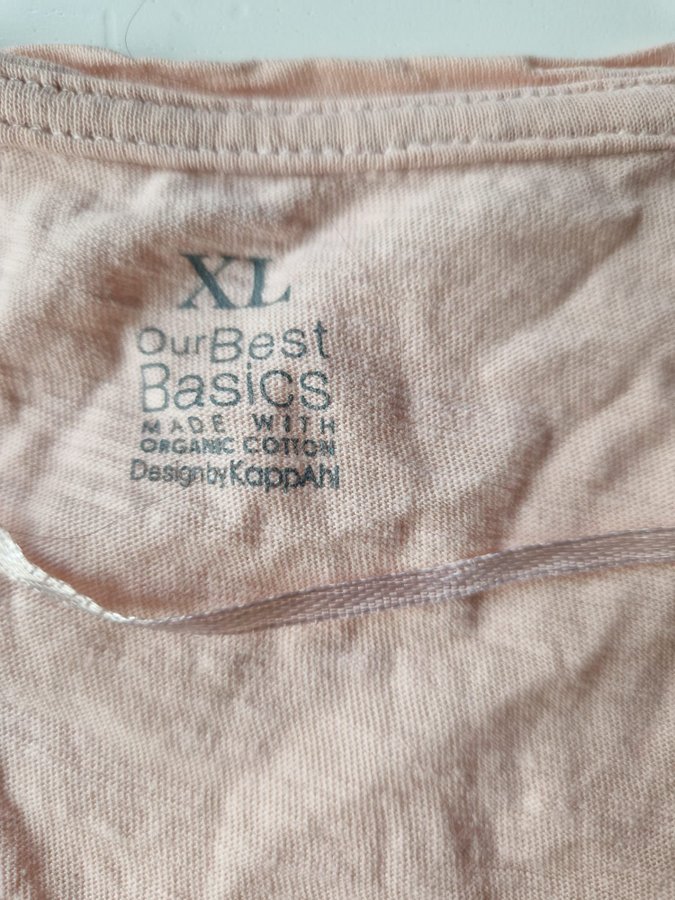 XL
OurBest
Basics
MADE WITH
ORGANIC COTTON
DesignbyKappAhl